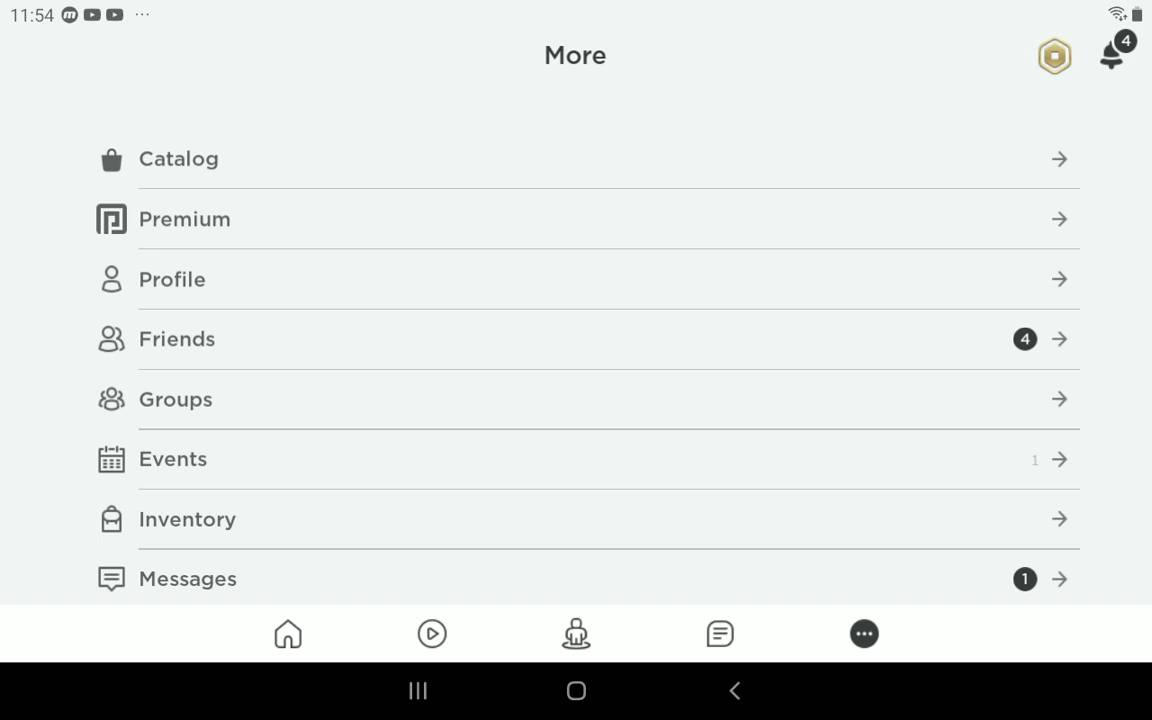 11:54 ...
More
4
Catalog
Premium
Profile
Friends 4
Groups
Events 1
Inventory
Messages 1